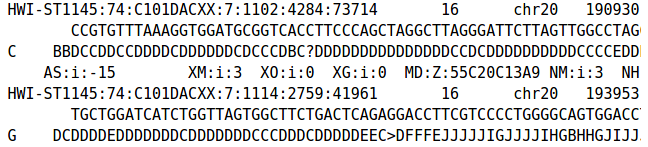 HWI-ST1145:74:C101DACXX:7:1102:4284:73714 16 chr20 190930
CCGTGTTTAAAGGTGGATGCGGTCACCTTCCCAGCTAGGCTTAGGGATTCTTAGTTGGCCTAG
C BBDCCDDCCDDDDCDDDDDDCDCCCDBC?DDDDDDDDDDDDDDDCCDCDDDDDDDDDDCCCCEDD
AS:i:-15 XM:i:3 XO:i:0 XG:i:0 MD:Z:55C20C13A9 NM:i:3 NH
HWI-ST1145:74:C101DACXX:7:1114:2759:41961 16 chr20 193953
TGCTGGATCATCTGGTTAGTGGCTTCTGACTCAGAGGACCTTCGTCCCCTGGGGCAGTGGACC
G DCDDDDEDDDDDDDCDDDDDDDCCCDDDCDDDDDEEC>DFFFEJJJJJIGJJJJIHGBHHGJIJJ